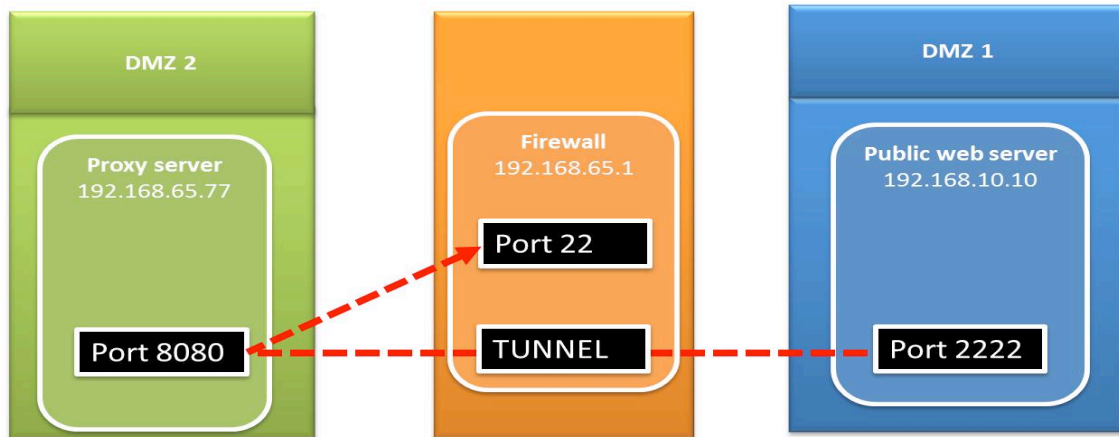 DMZ 2
Proxy server
192.168.65.77
Port 8080
Firewall
192.168.65.1
Port 22
TUNNEL
DMZ 1
Public web server
192.168.10.10
Port 2222